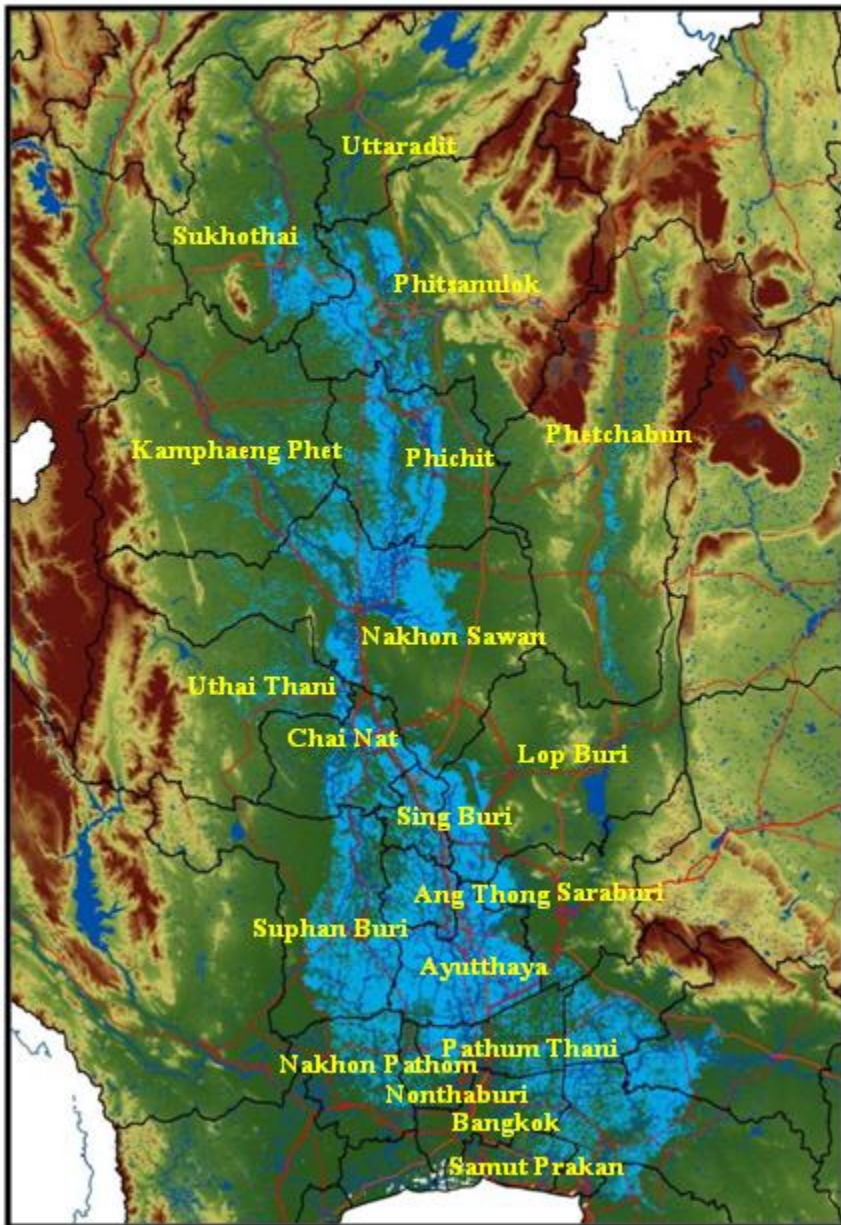 Uttaradit
Sukhothai
Phitsanulok
Phetchabun
Kamphaeng Phet
Phichit
Nakhon Sawan
Uthai Thani
Chai Nat
Lop Buri
Sing Buri
Ang Thong
Saraburi
Suphan Buri
Ayutthaya
Pathum Thani
Nakhon Pathom
Nonthaburi
Bangkok
Samut Prakan